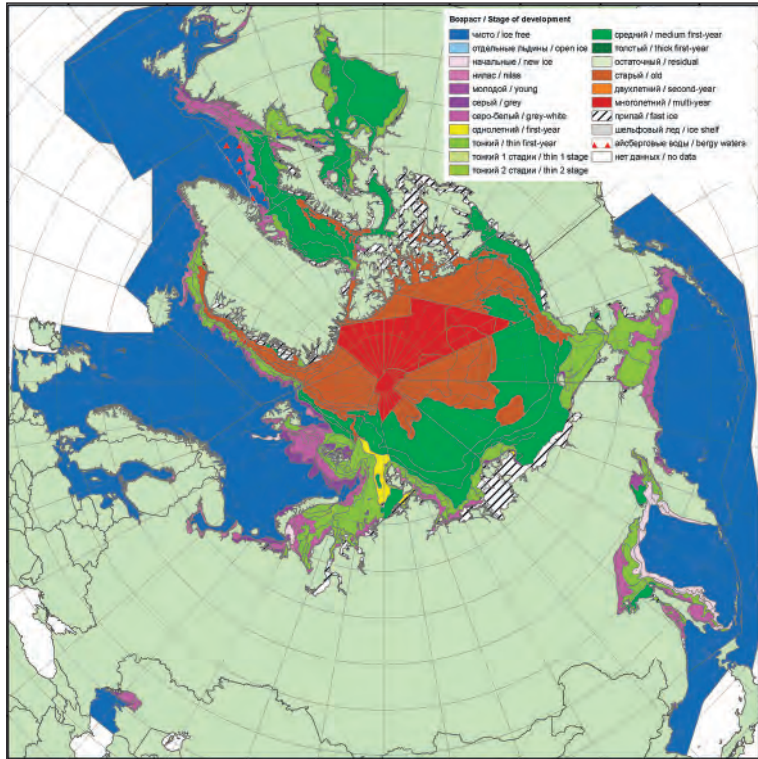 Возраст / Stage of development
чисто / ice free
отдельные льдины / open ice
начальные / new ice
нилас / nilas
молодой / young
серый / grey
серо-белый / grey-white
однолетний / first-year
тонкий / thin first-year
тонкий 1 стадии / thin 1 stage
тонкий 2 стадии / thin 2 stage
средний / medium first-year
толстый / thick first-year
остаточный / residual
старый / old
двухлетний / second-year
многолетний / multi-year
припай / fast ice
шельфовый лед / ice shelf
айсберговые воды / bergy waters
нет данных / no data